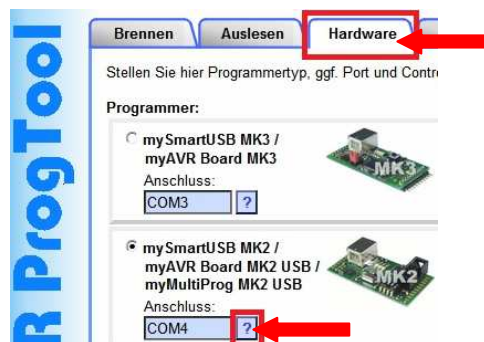 R ProgTool
Brennen
Auslesen
Hardware
Stellen Sie hier Programmertyp, ggf. Port und Contr
Programmer:
mySmartUSB MK3 /
myAVR Board MK3
Anschluss:
COM3 ?
MK3
mySmartUSB MK2 /
myAVR Board MK2 USB /
myMultiProg MK2 USB
Anschluss:
COM4 ?
MK2